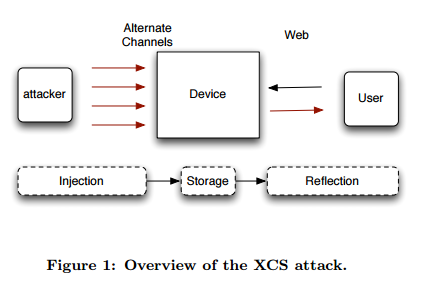 Alternate
Channels
Web
attacker
Device
User
Injection
Storage
Reflection
Figure 1: Overview of the XCS attack.